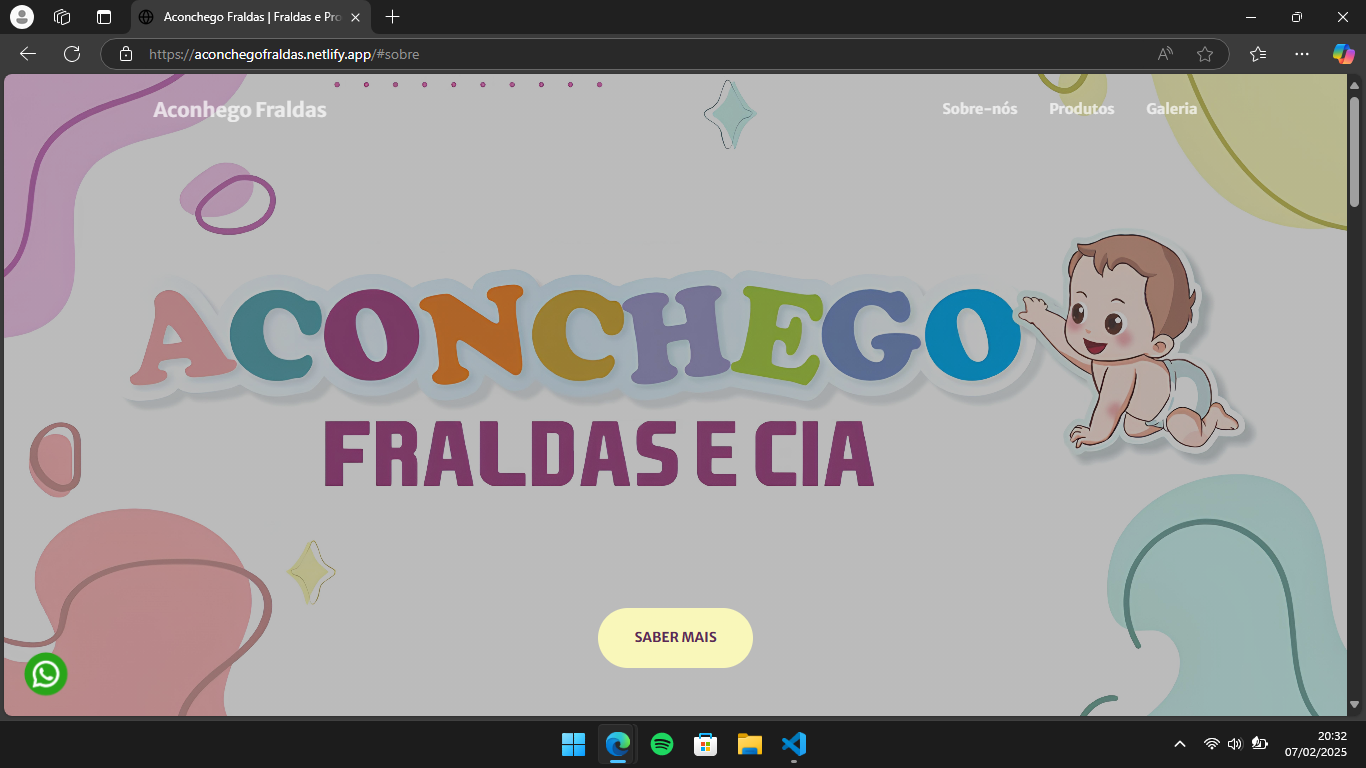 Aconchego Fraldas | Fraldas e Pro
https://aconchegofraldas.netlify.app/#sobre
Aconhego Fraldas
Sobre-nós
Produtos
Galeria
ACONCHEGO
FRALDAS E CIA
SABER MAIS
20:32
07/02/2025